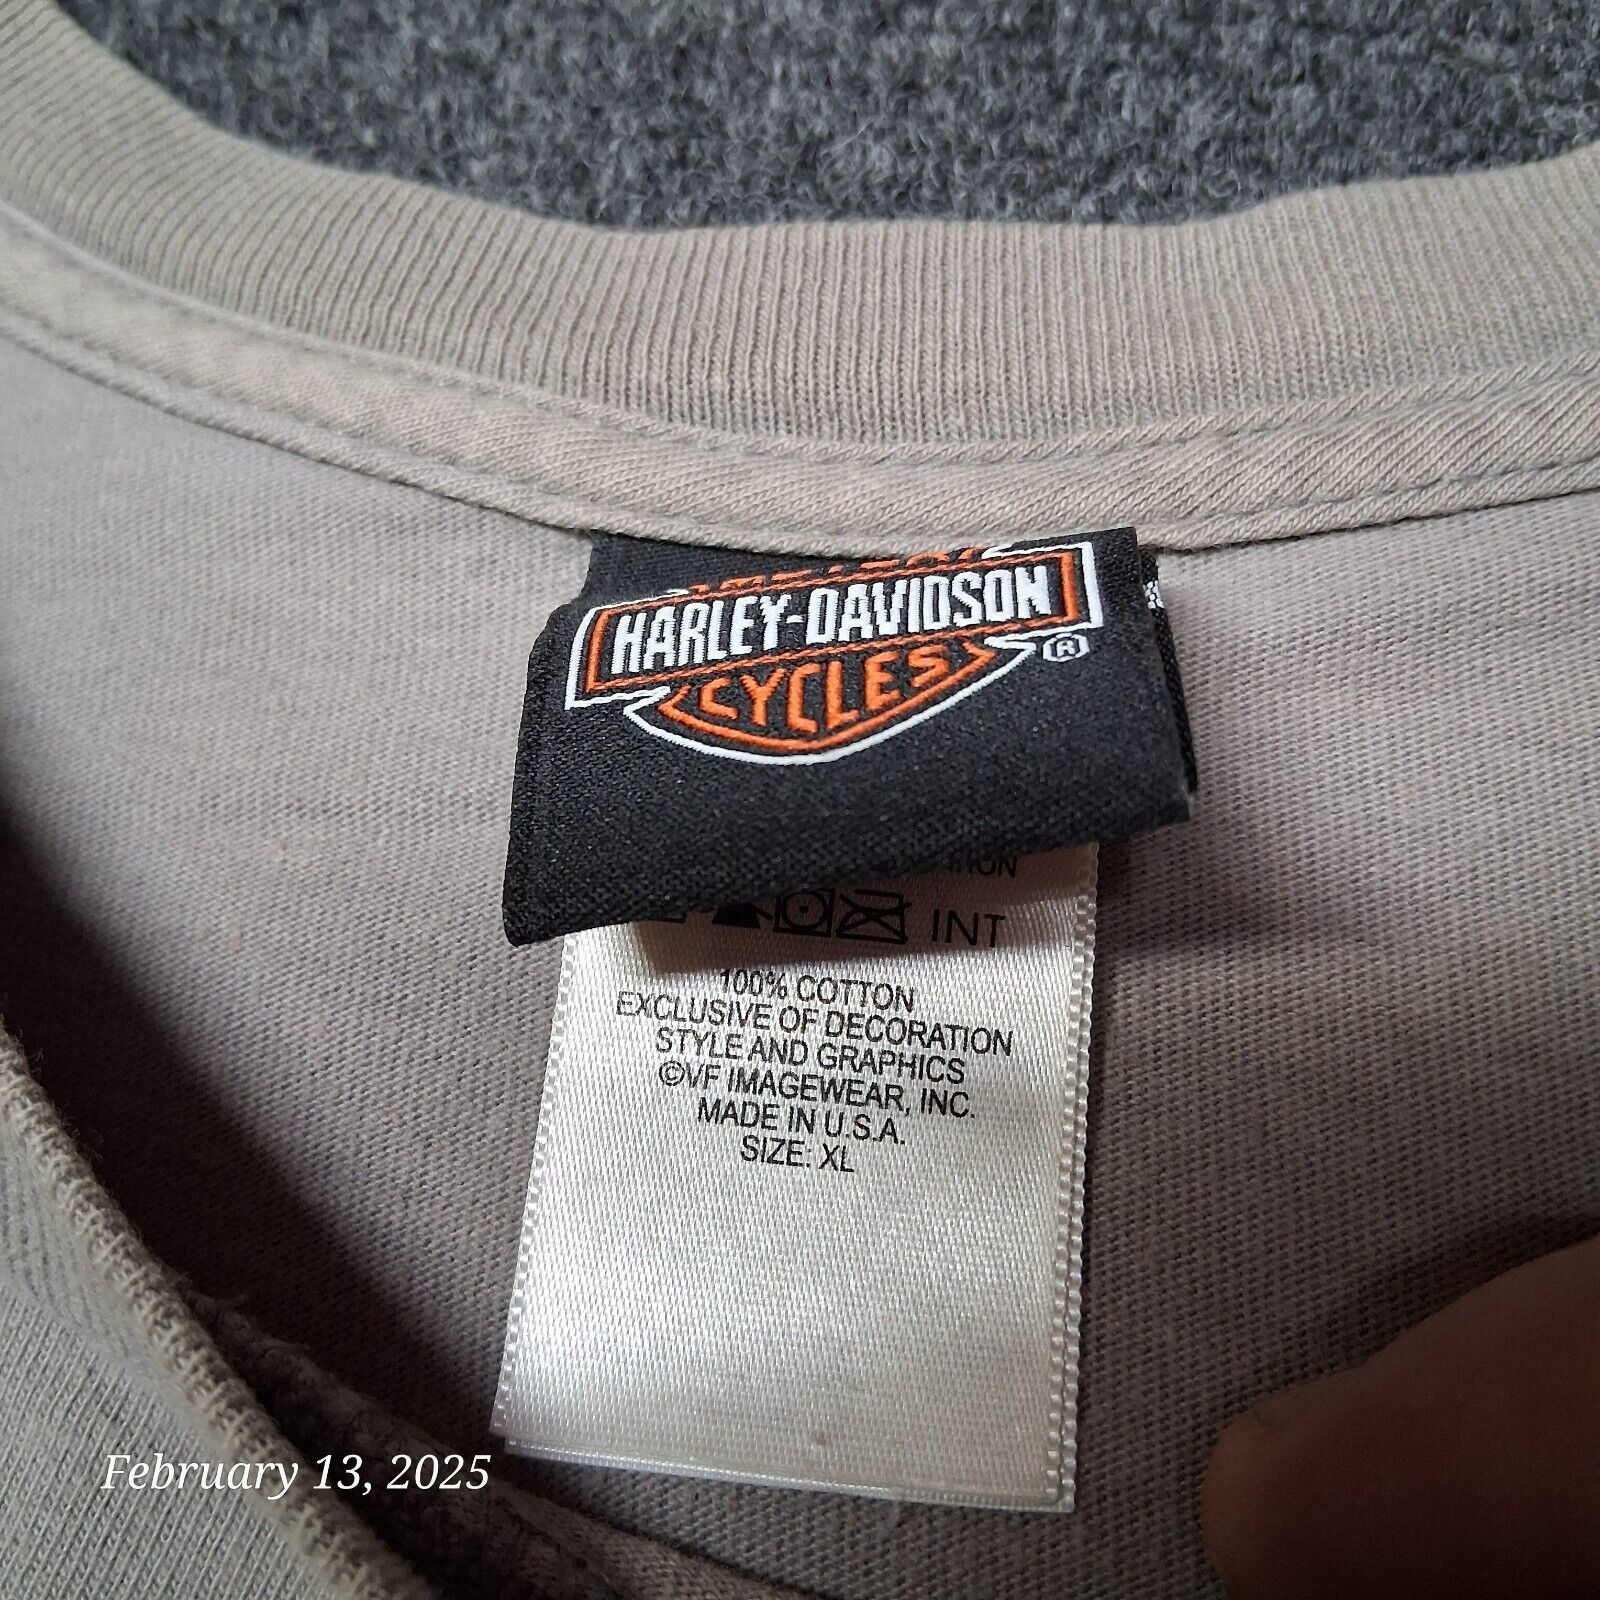 HARLEY-DAVIDSON
CYCLES ®
INT
100% COTTON
EXCLUSIVE OF DECORATION
STYLE AND GRAPHICS
©VF IMAGEWEAR, INC.
MADE IN U.S.A.
SIZE: XL
February 13, 2025